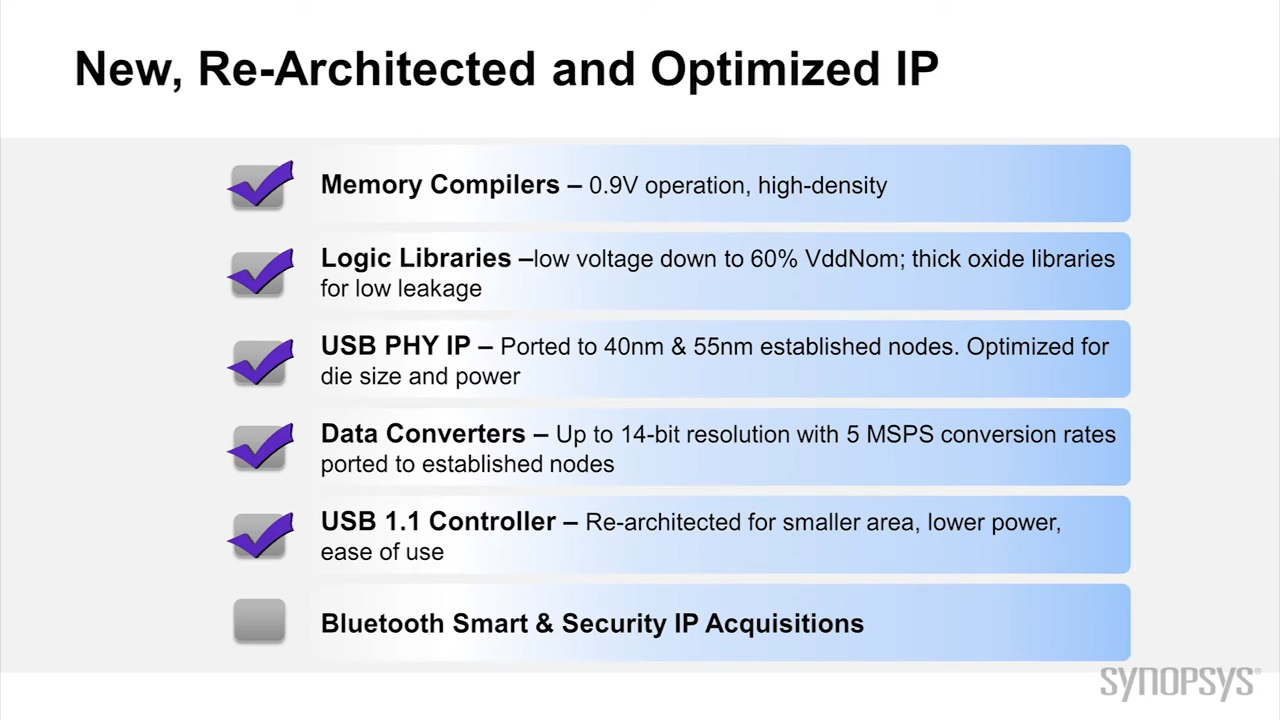 New, Re-Architected and Optimized IP
Memory Compilers – 0.9V operation, high-density
Logic Libraries –low voltage down to 60% VddNom; thick oxide libraries
for low leakage
USB PHY IP – Ported to 40nm & 55nm established nodes. Optimized for
die size and power
Data Converters – Up to 14-bit resolution with 5 MSPS conversion rates
ported to established nodes
USB 1.1 Controller – Re-architected for smaller area, lower power,
ease of use
Bluetooth Smart & Security IP Acquisitions
SYNOPSYS®